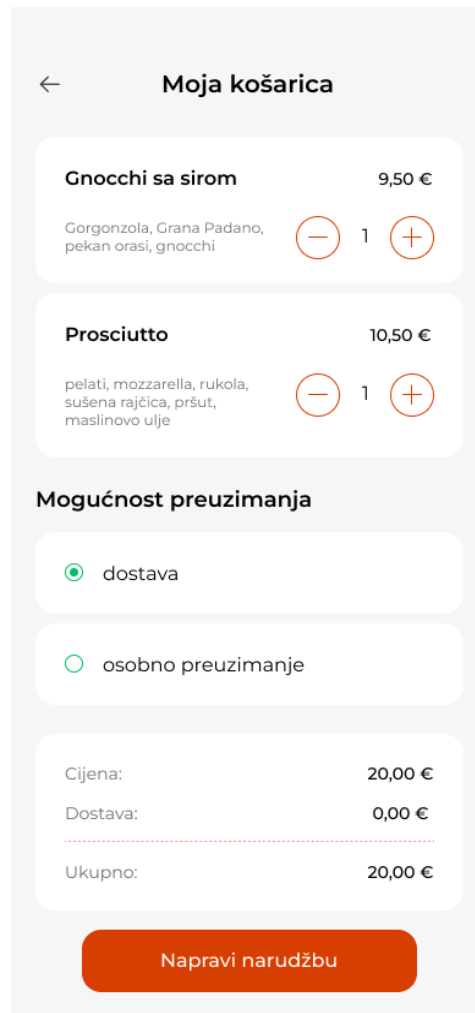 Moja košarica
Gnocchi sa sirom 9,50 €
Gorgonzola, Grana Padano,
pekan orasi, gnocchi
1
Prosciutto 10,50 €
pelati, mozzarella, rukola,
sušena rajčica, pršut,
maslinovo ulje
1
Mogućnost preuzimanja
dostava
osobno preuzimanje
Cijena: 20,00 €
Dostava: 0,00 €
Ukupno: 20,00 €
Napravi narudžbu